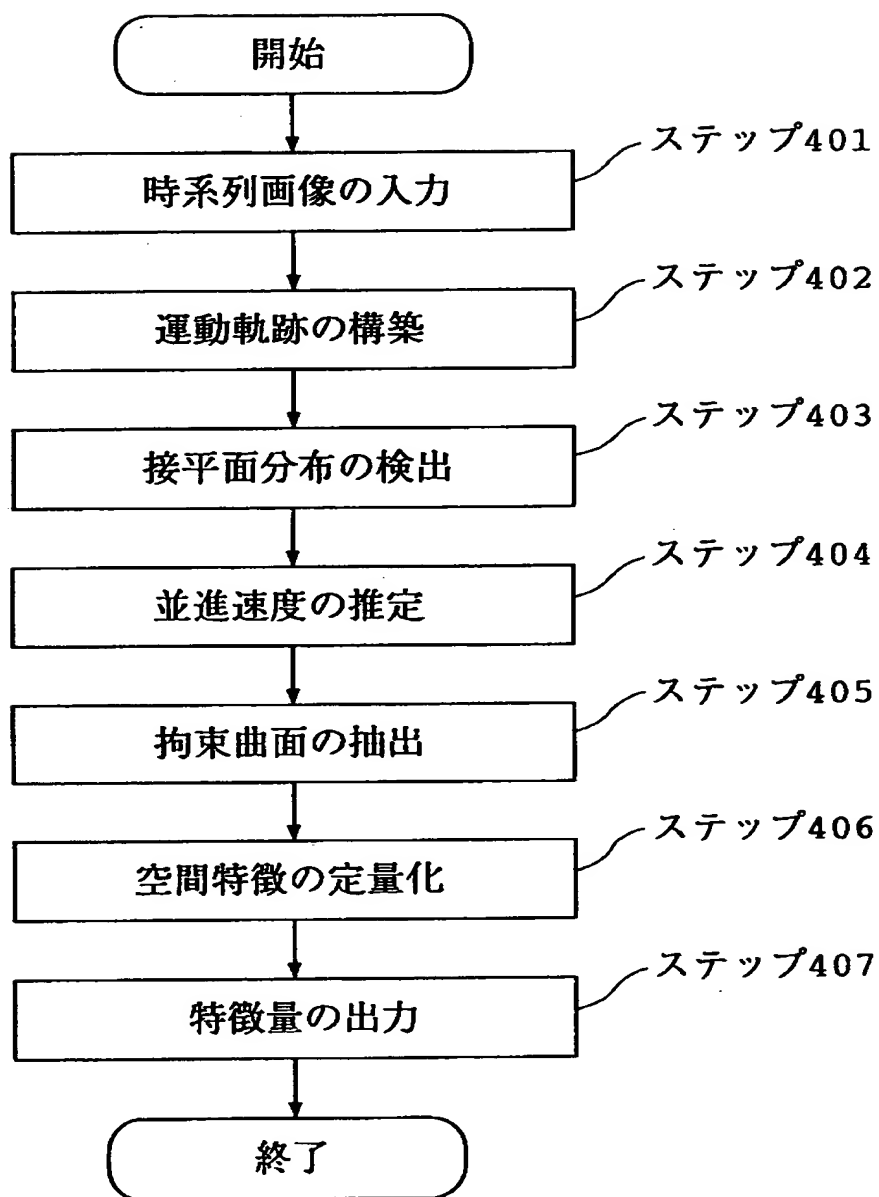 開始
ステップ401
時系列画像の入力
ステップ402
運動軌跡の構築
ステップ403
接平面分布の検出
ステップ404
並進速度の推定
ステップ405
拘束曲面の抽出
ステップ406
空間特徴の定量化
ステップ407
特徴量の出力
終了